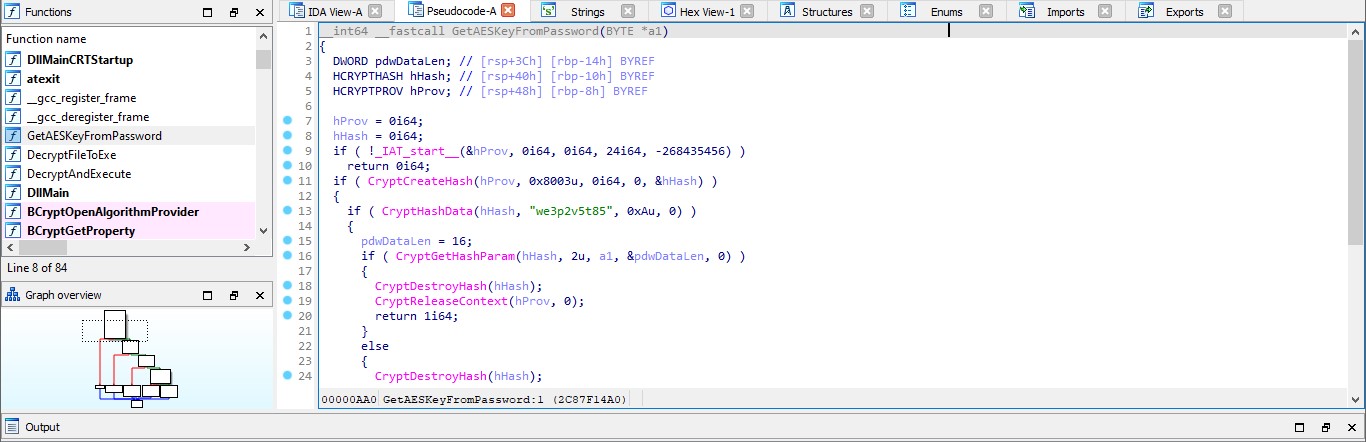 Functions
IDA View-A
Pseudocode-A
Strings
Hex View-1
Structures
Enums
Imports
Exports
Function name
DllMainCRTStartup
atexit
__gcc_register_frame
__gcc_deregister_frame
GetAESKeyFromPassword
DecryptFileToExe
DecryptAndExecute
DllMain
BCryptOpenAlgorithmProvider
BCryptGetProperty
Line 8 of 84
Graph overview
1 __int64 __fastcall GetAESKeyFromPassword(BYTE *a1)
2 {
3 DWORD pdwDataLen; // [rsp+3Ch] [rbp-14h] BYREF
4 HCRYPTHASH hHash; // [rsp+40h] [rbp-10h] BYREF
5 HCRYPTPROV hProv; // [rsp+48h] [rbp-8h] BYREF
6
7 hProv = 0i64;
8 hHash = 0i64;
9 if ( !_IAT_start__(&hProv, 0i64, 0i64, 24i64, -268435456) )
10 return 0i64;
11 if ( CryptCreateHash(hProv, 0x8003u, 0i64, 0, &hHash) )
12 {
13 if ( CryptHashData(hHash, "we3p2v5t85", 0xAu, 0) )
14 {
15 pdwDataLen = 16;
16 if ( CryptGetHashParam(hHash, 2u, a1, &pdwDataLen, 0) )
17 {
18 CryptDestroyHash(hHash);
19 CryptReleaseContext(hProv, 0);
20 return 1i64;
21 }
22 else
23 {
24 CryptDestroyHash(hHash);
00000AA0 GetAESKeyFromPassword:1 (2C87F14A0)
Output